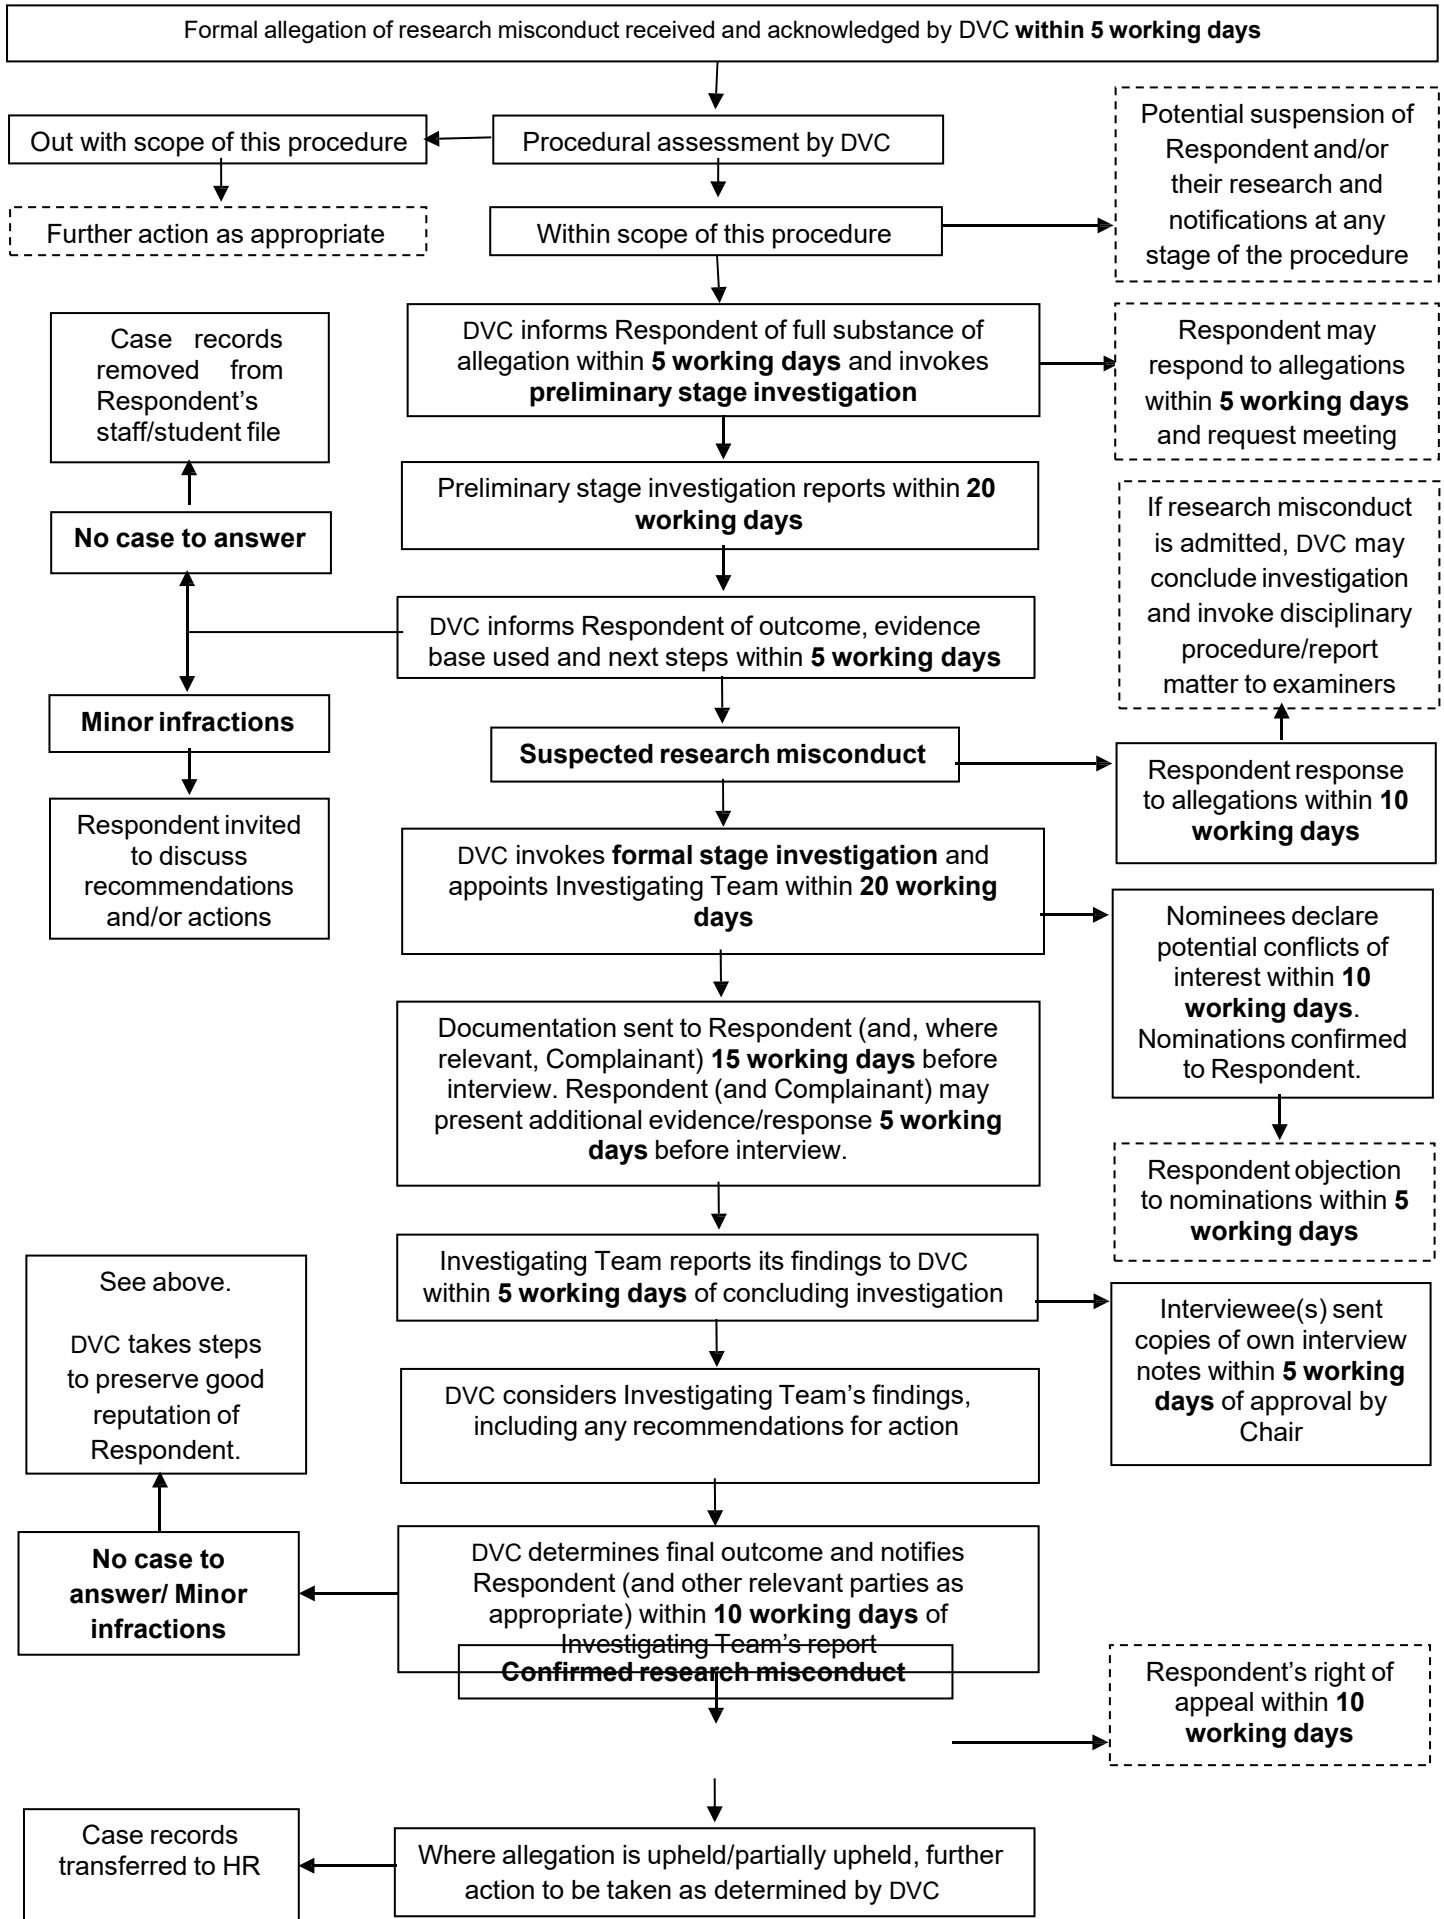 Formal allegation of research misconduct received and acknowledged by DVC within 5 working days
Out with scope of this procedure
Procedural assessment by DVC
Potential suspension of
Respondent and/or
their research and
notifications at any
stage of the procedure
Further action as appropriate
Within scope of this procedure
DVC informs Respondent of full substance of
allegation within 5 working days and invokes
preliminary stage investigation
Respondent may
respond to allegations
within 5 working days
and request meeting
Case records
removed from
Respondent's
staff/student file
Preliminary stage investigation reports within 20
working days
No case to answer
If research misconduct
is admitted, DVC may
conclude investigation
and invoke disciplinary
procedure/report
matter to examiners
DVC informs Respondent of outcome, evidence
base used and next steps within 5 working days
Minor infractions
Suspected research misconduct
Respondent response
to allegations within 10
working days
Respondent invited
to discuss
recommendations
and/or actions
DVC invokes formal stage investigation and
appoints Investigating Team within 20 working
days
Nominees declare
potential conflicts of
interest within 10
working days.
Nominations confirmed
to Respondent.
Documentation sent to Respondent (and, where
relevant, Complainant) 15 working days before
interview. Respondent (and Complainant) may
present additional evidence/response 5 working
days before interview.
Respondent objection
to nominations within 5
working days
Investigating Team reports its findings to DVC
within 5 working days of concluding investigation
See above.
DVC takes steps
to preserve good
reputation of
Respondent.
Interviewee(s) sent
copies of own interview
notes within 5 working
days of approval by
Chair
DVC considers Investigating Team's findings,
including any recommendations for action
No case to
answer/ Minor
infractions
DVC determines final outcome and notifies
Respondent (and other relevant parties as
appropriate) within 10 working days of
Investigating Team's report
Confirmed research misconduct
Respondent's right of
appeal within 10
working days
Case records
transferred to HR
Where allegation is upheld/partially upheld, further
action to be taken as determined by DVC